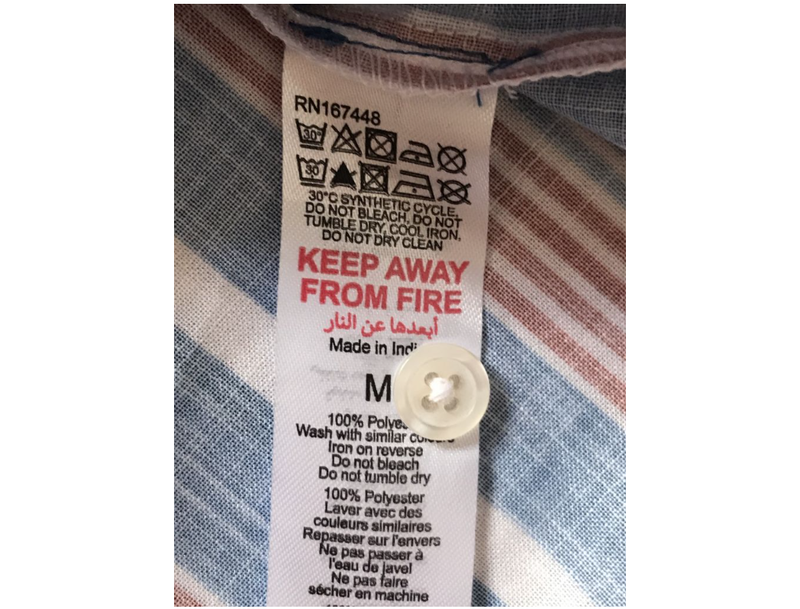 RN167448
30°
30
30°C SYNTHETIC CYCLE,
DO NOT BLEACH, DO NOT
TUMBLE DRY, COOL IRON,
DO NOT DRY CLEAN
KEEP AWAY
FROM FIRE
أبعدها عن النار
Made in
M
100%
Wash with similar
Iron on reverse
Do not bleach
Do not tumble dry
100% Polyester
Laver avec des
couleurs similaires
Repasser sur l'envers
Ne pas passer à
l'eau de javel
Ne pas faire
sécher en machine